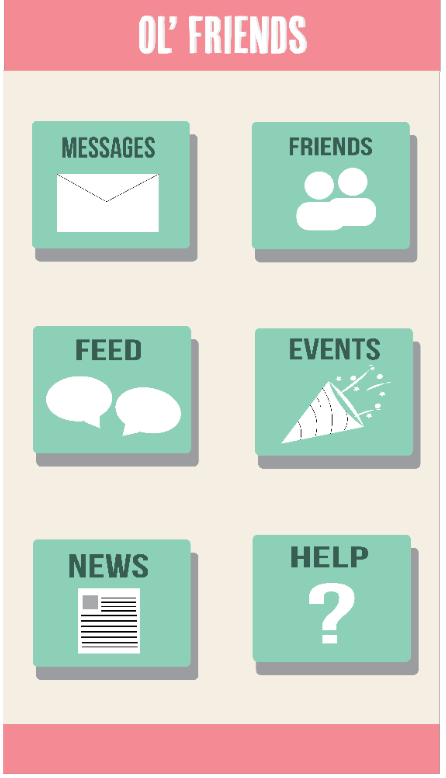 OL' FRIENDS
MESSAGES
FRIENDS
FEED
EVENTS
NEWS
HELP
?